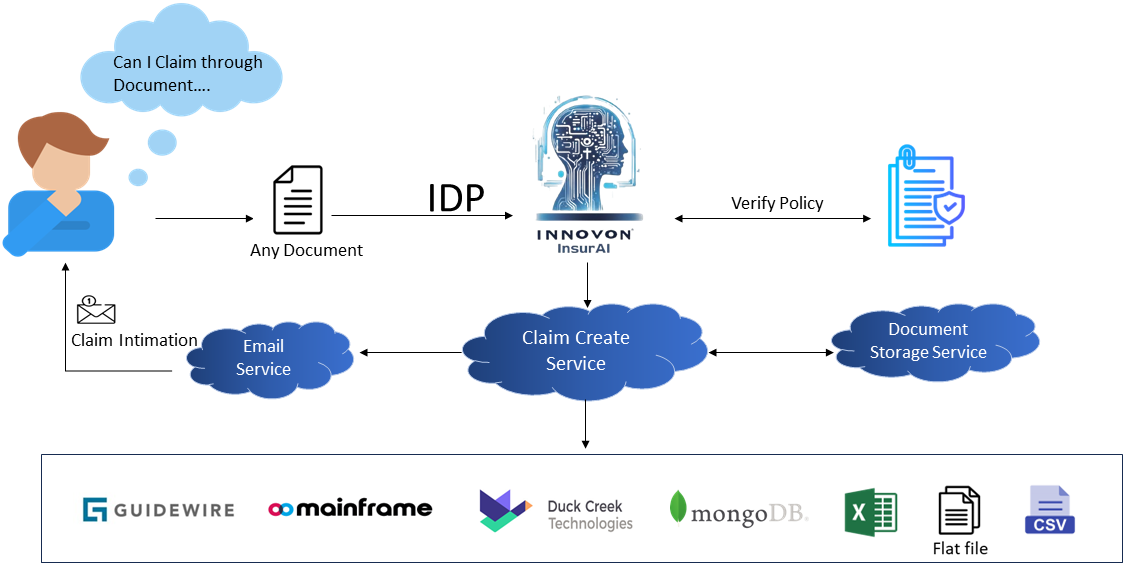 Can I Claim through
Document....
Any Document
IDP
INNOVON®
InsurAI
Verify Policy
1
Claim Intimation
Email
Service
Claim Create
Service
Document
Storage Service
GUIDEWIRE
mainframe
Duck Creek
Technologies
mongoDB®
X
Flat file
CSV